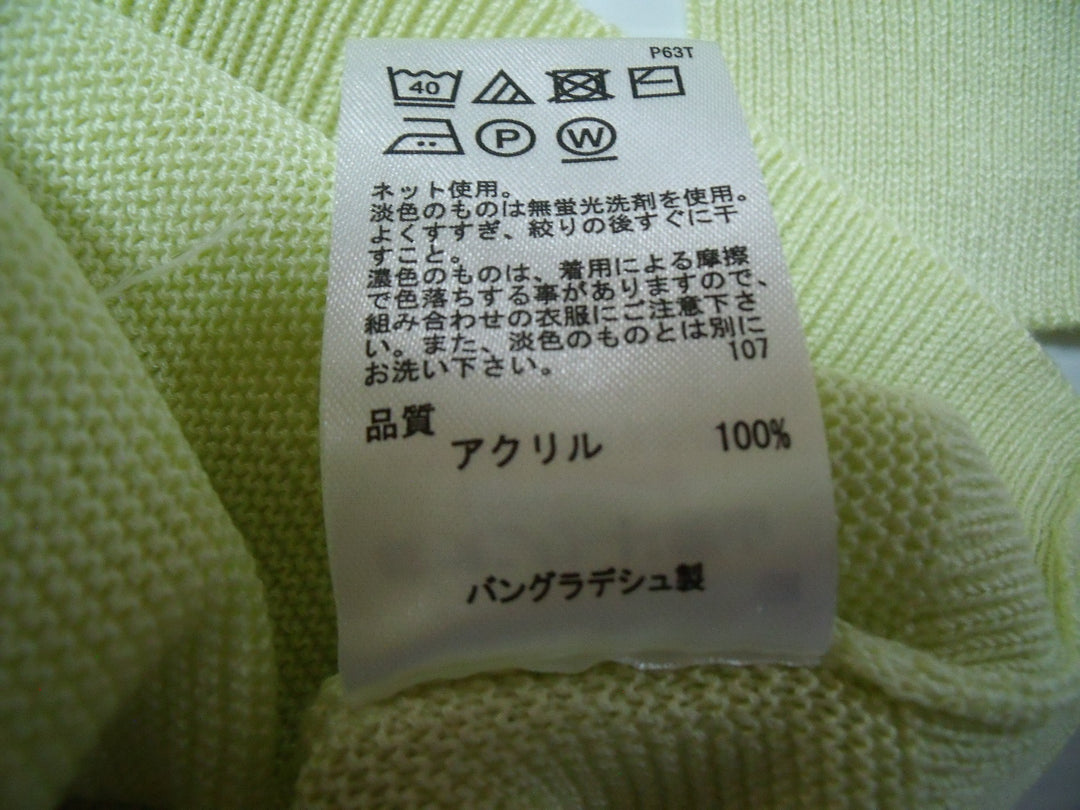 P63T
40
P W
ネット使用。
淡色のものは無蛍光洗剤を使用。
よくすすぎ、絞りの後すぐに干
すこと。
濃色のものは、着用による摩擦
で色落ちする事がありますので、
組み合わせの衣服にご注意下さ
い。また、淡色のものとは別に
お洗い下さい。
107
品質
アクリル 100%
バングラデシュ製